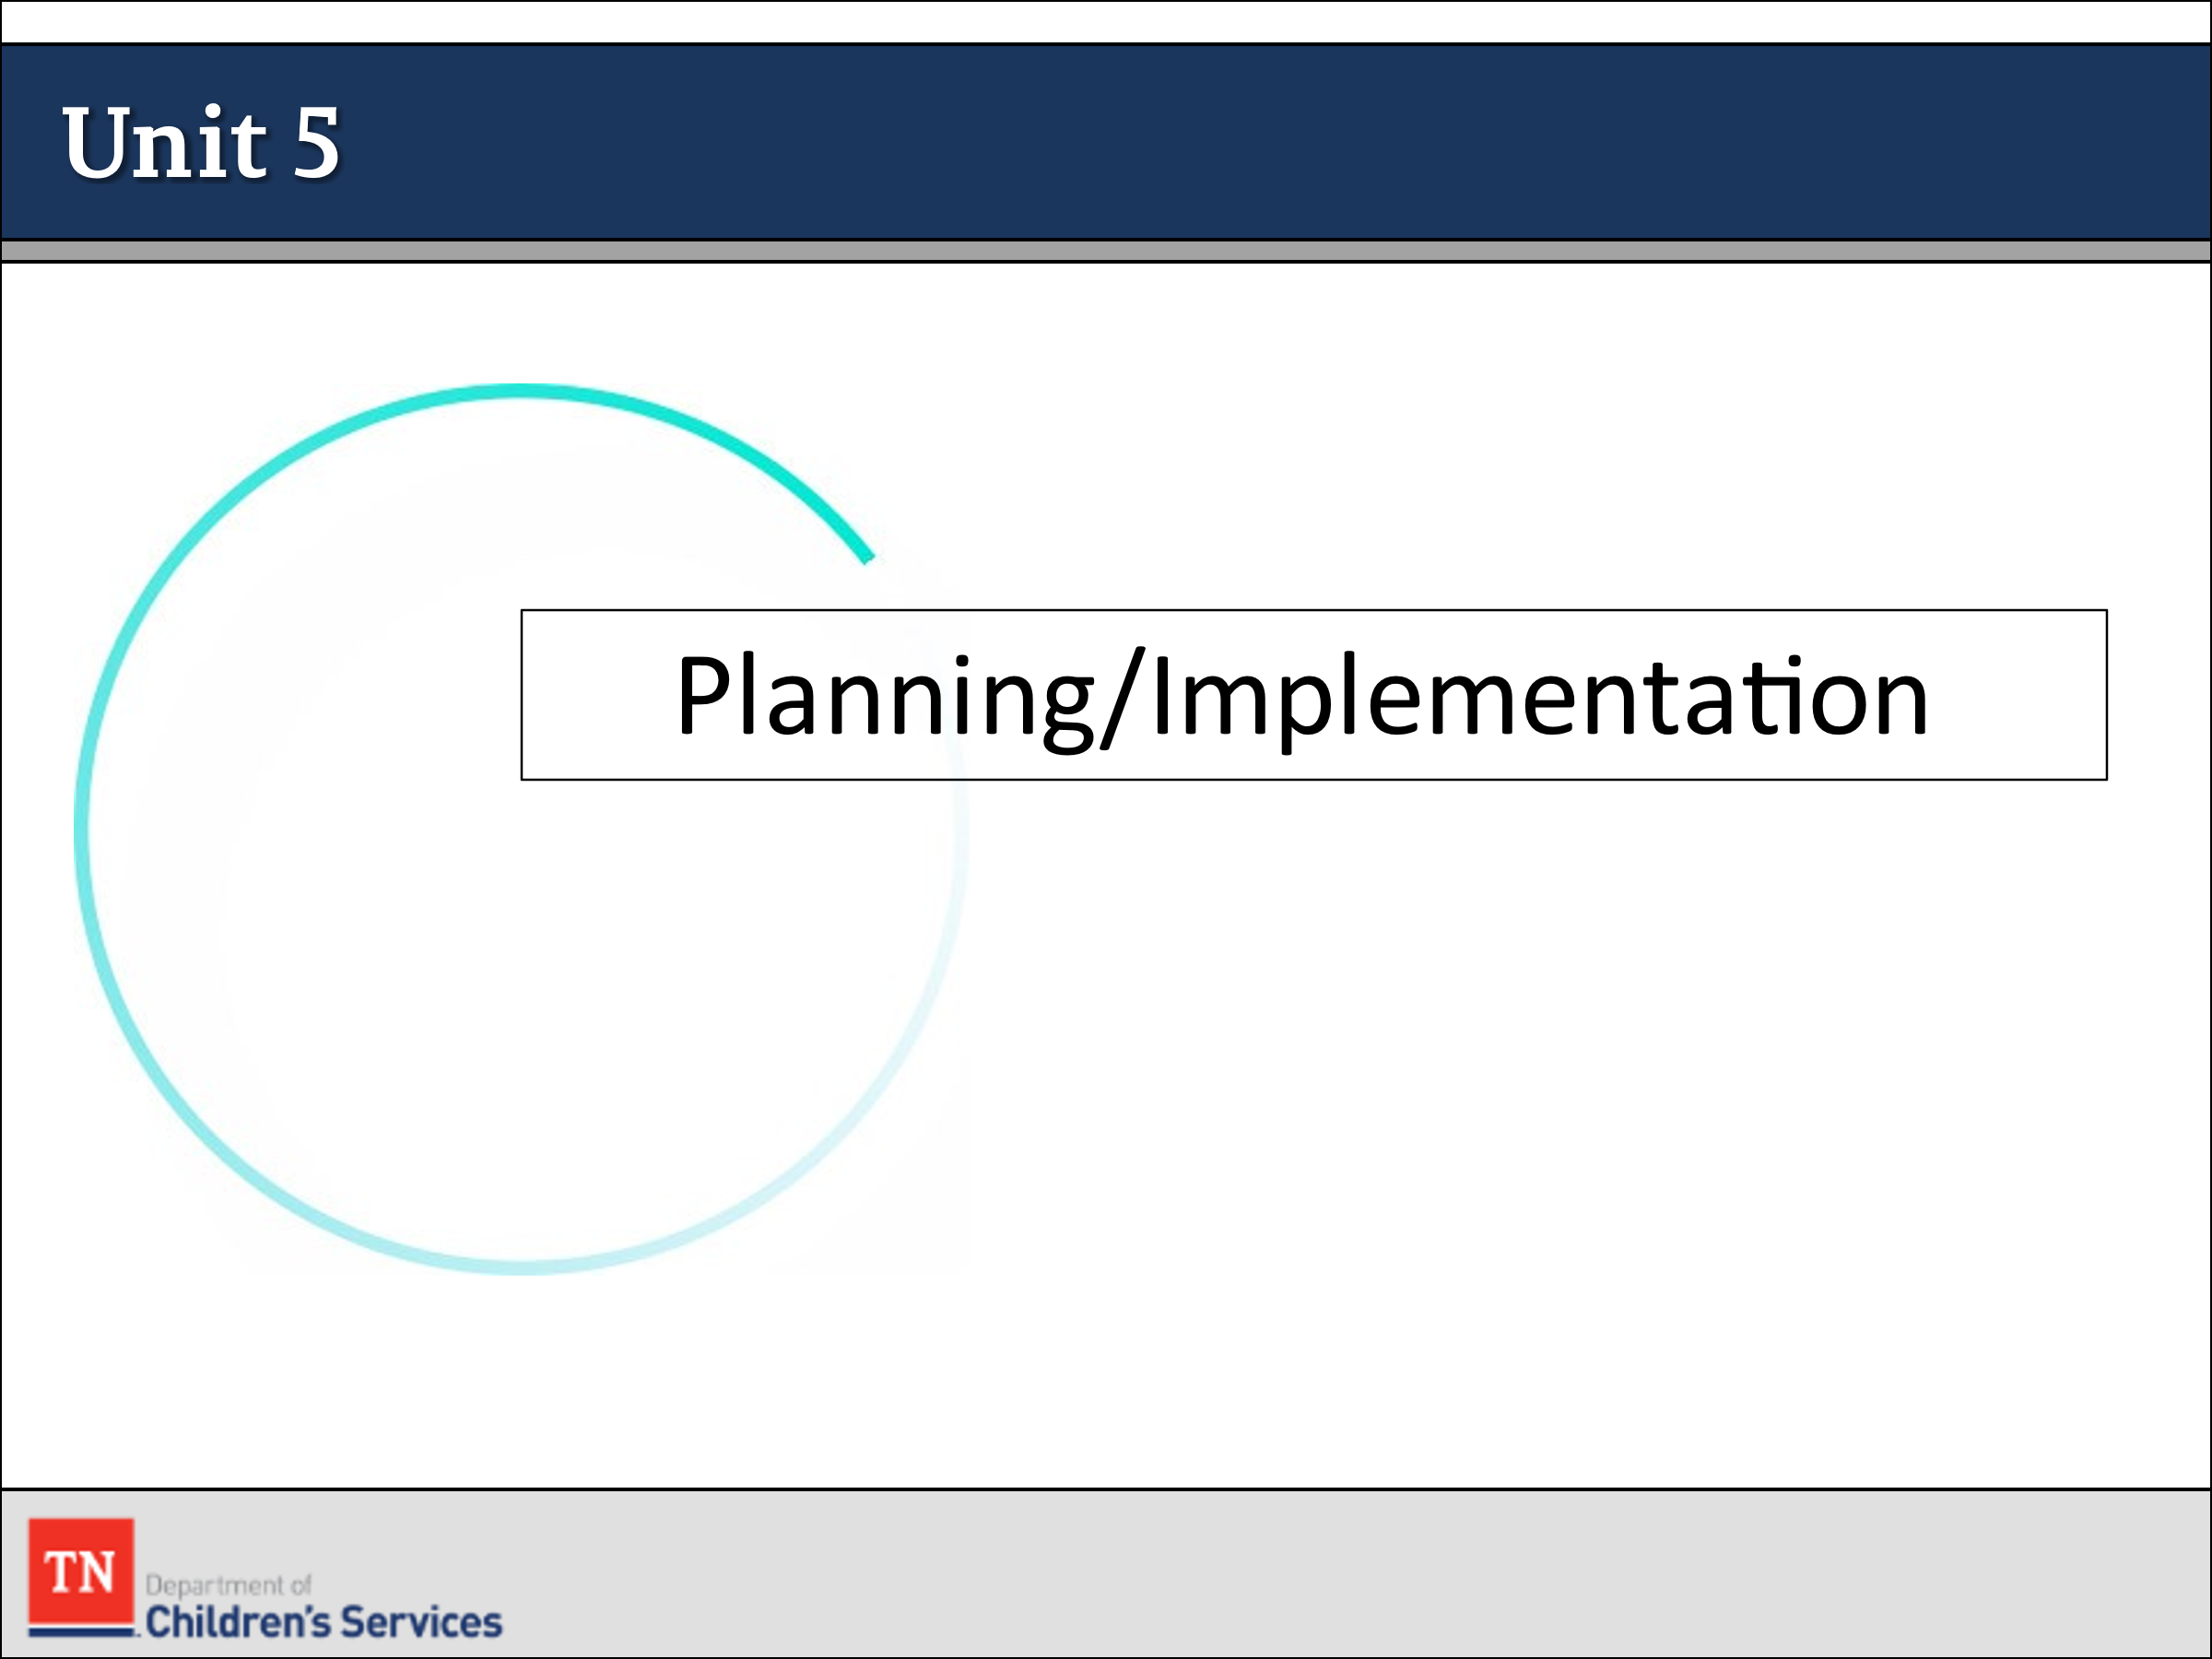 Unit 5
Planning/Implementation
TN
Department of
Children's Services